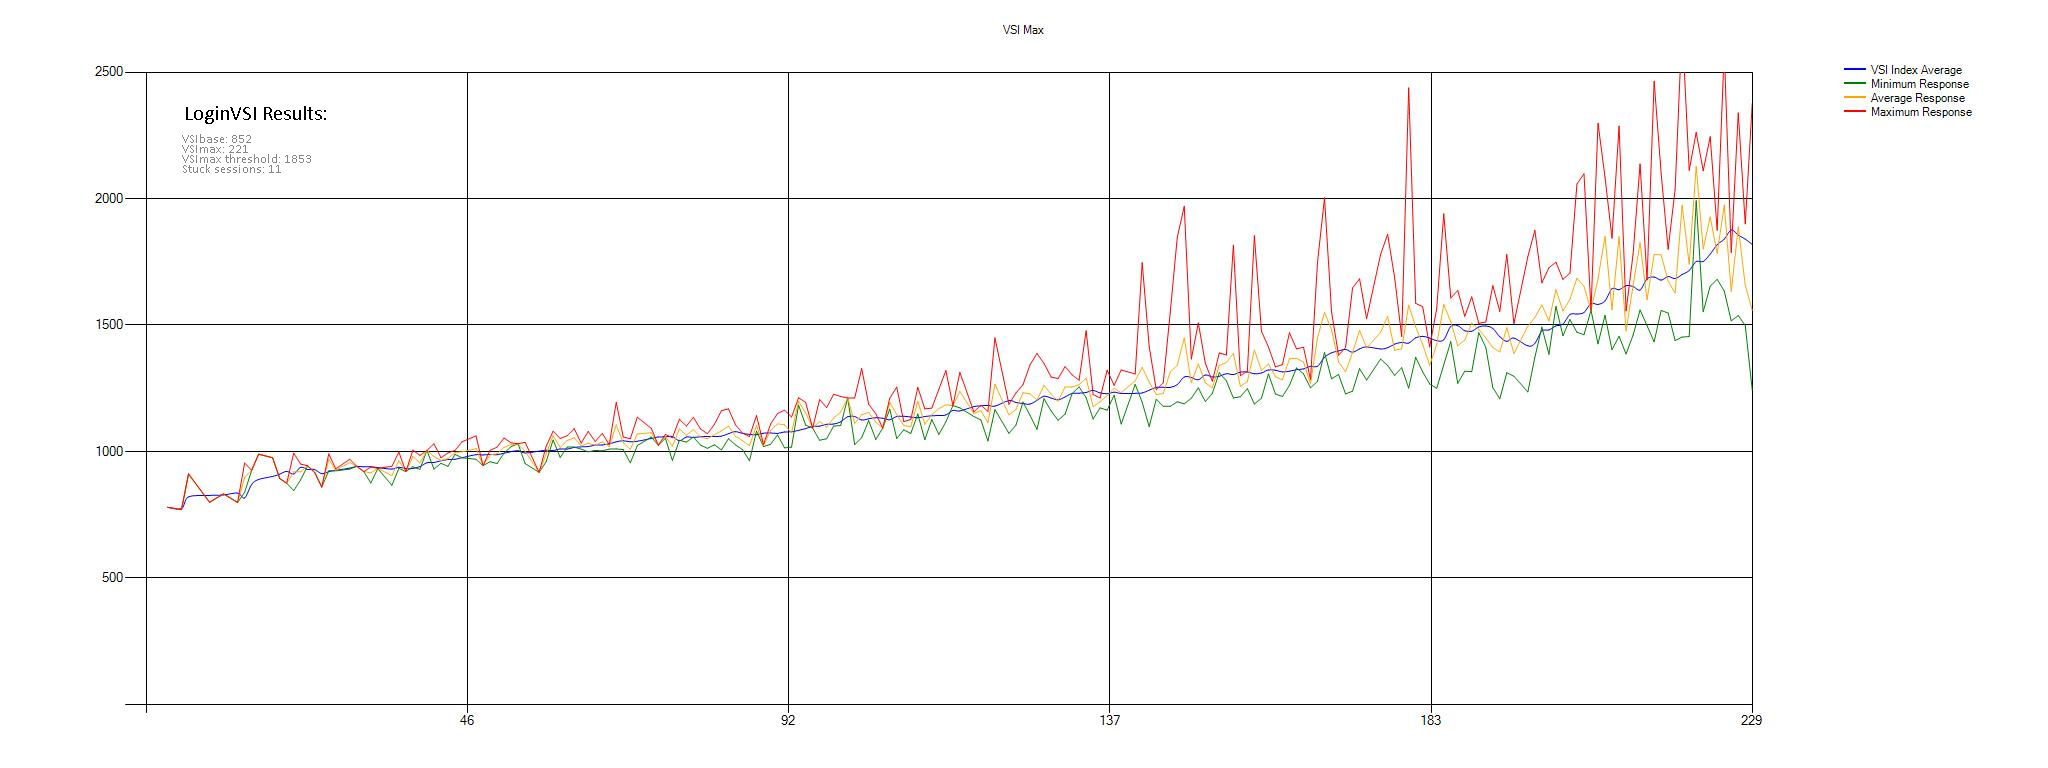 VSI Max
2500
2000
1500
1000
500
46
92
137
183
229
LoginVSI Results:
VSIbase: 852
VSImax: 221
VSImax threshold: 1853
Stuck sessions: 11
VSI Index Average
Minimum Response
Average Response
Maximum Response